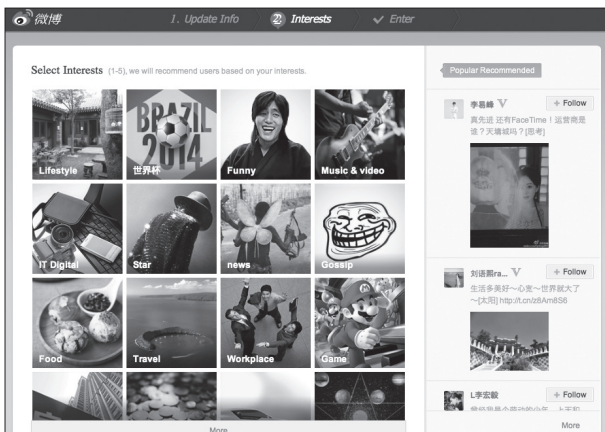 微博
1. Update Info
2. Interests
Enter
Select Interests (1-5), we will recommend users based on your interests.
Lifestyle
BRAZIL
2014
世界杯
Funny
Music & video
IT Digital
Star
news
Gossip
Food
Travel
Workplace
Game
More
Popular Recommended
李易峰 V
+ Follow
真先进 还有FaceTime！运营商是
谁？天墉城吗？[思考]
刘语熙ra... V
+ Follow
生活多美好～心宽～世界就大了
～[太阳] http://t.cn/z8Am8S6
L李宏毅
+ Follow
More